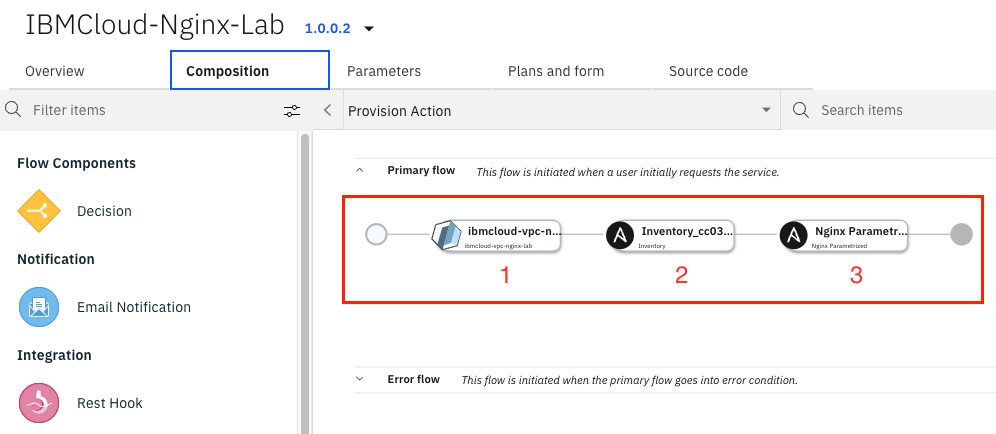 IBMCloud-Nginx-Lab 1.0.0.2
Overview Composition Parameters Plans and form Source code
Filter items Provision Action Search items
Flow Components
Decision
Notification
Email Notification
Integration
Rest Hook
Primary flow This flow is initiated when a user initially requests the service.
ibmcloud-vpc-n... Inventory_cc03... Nginx Parametr...
ibmcloud-vpc-nginx-lab Inventory Nginx Parametrized
1 2 3
Error flow This flow is initiated when the primary flow goes into error condition.